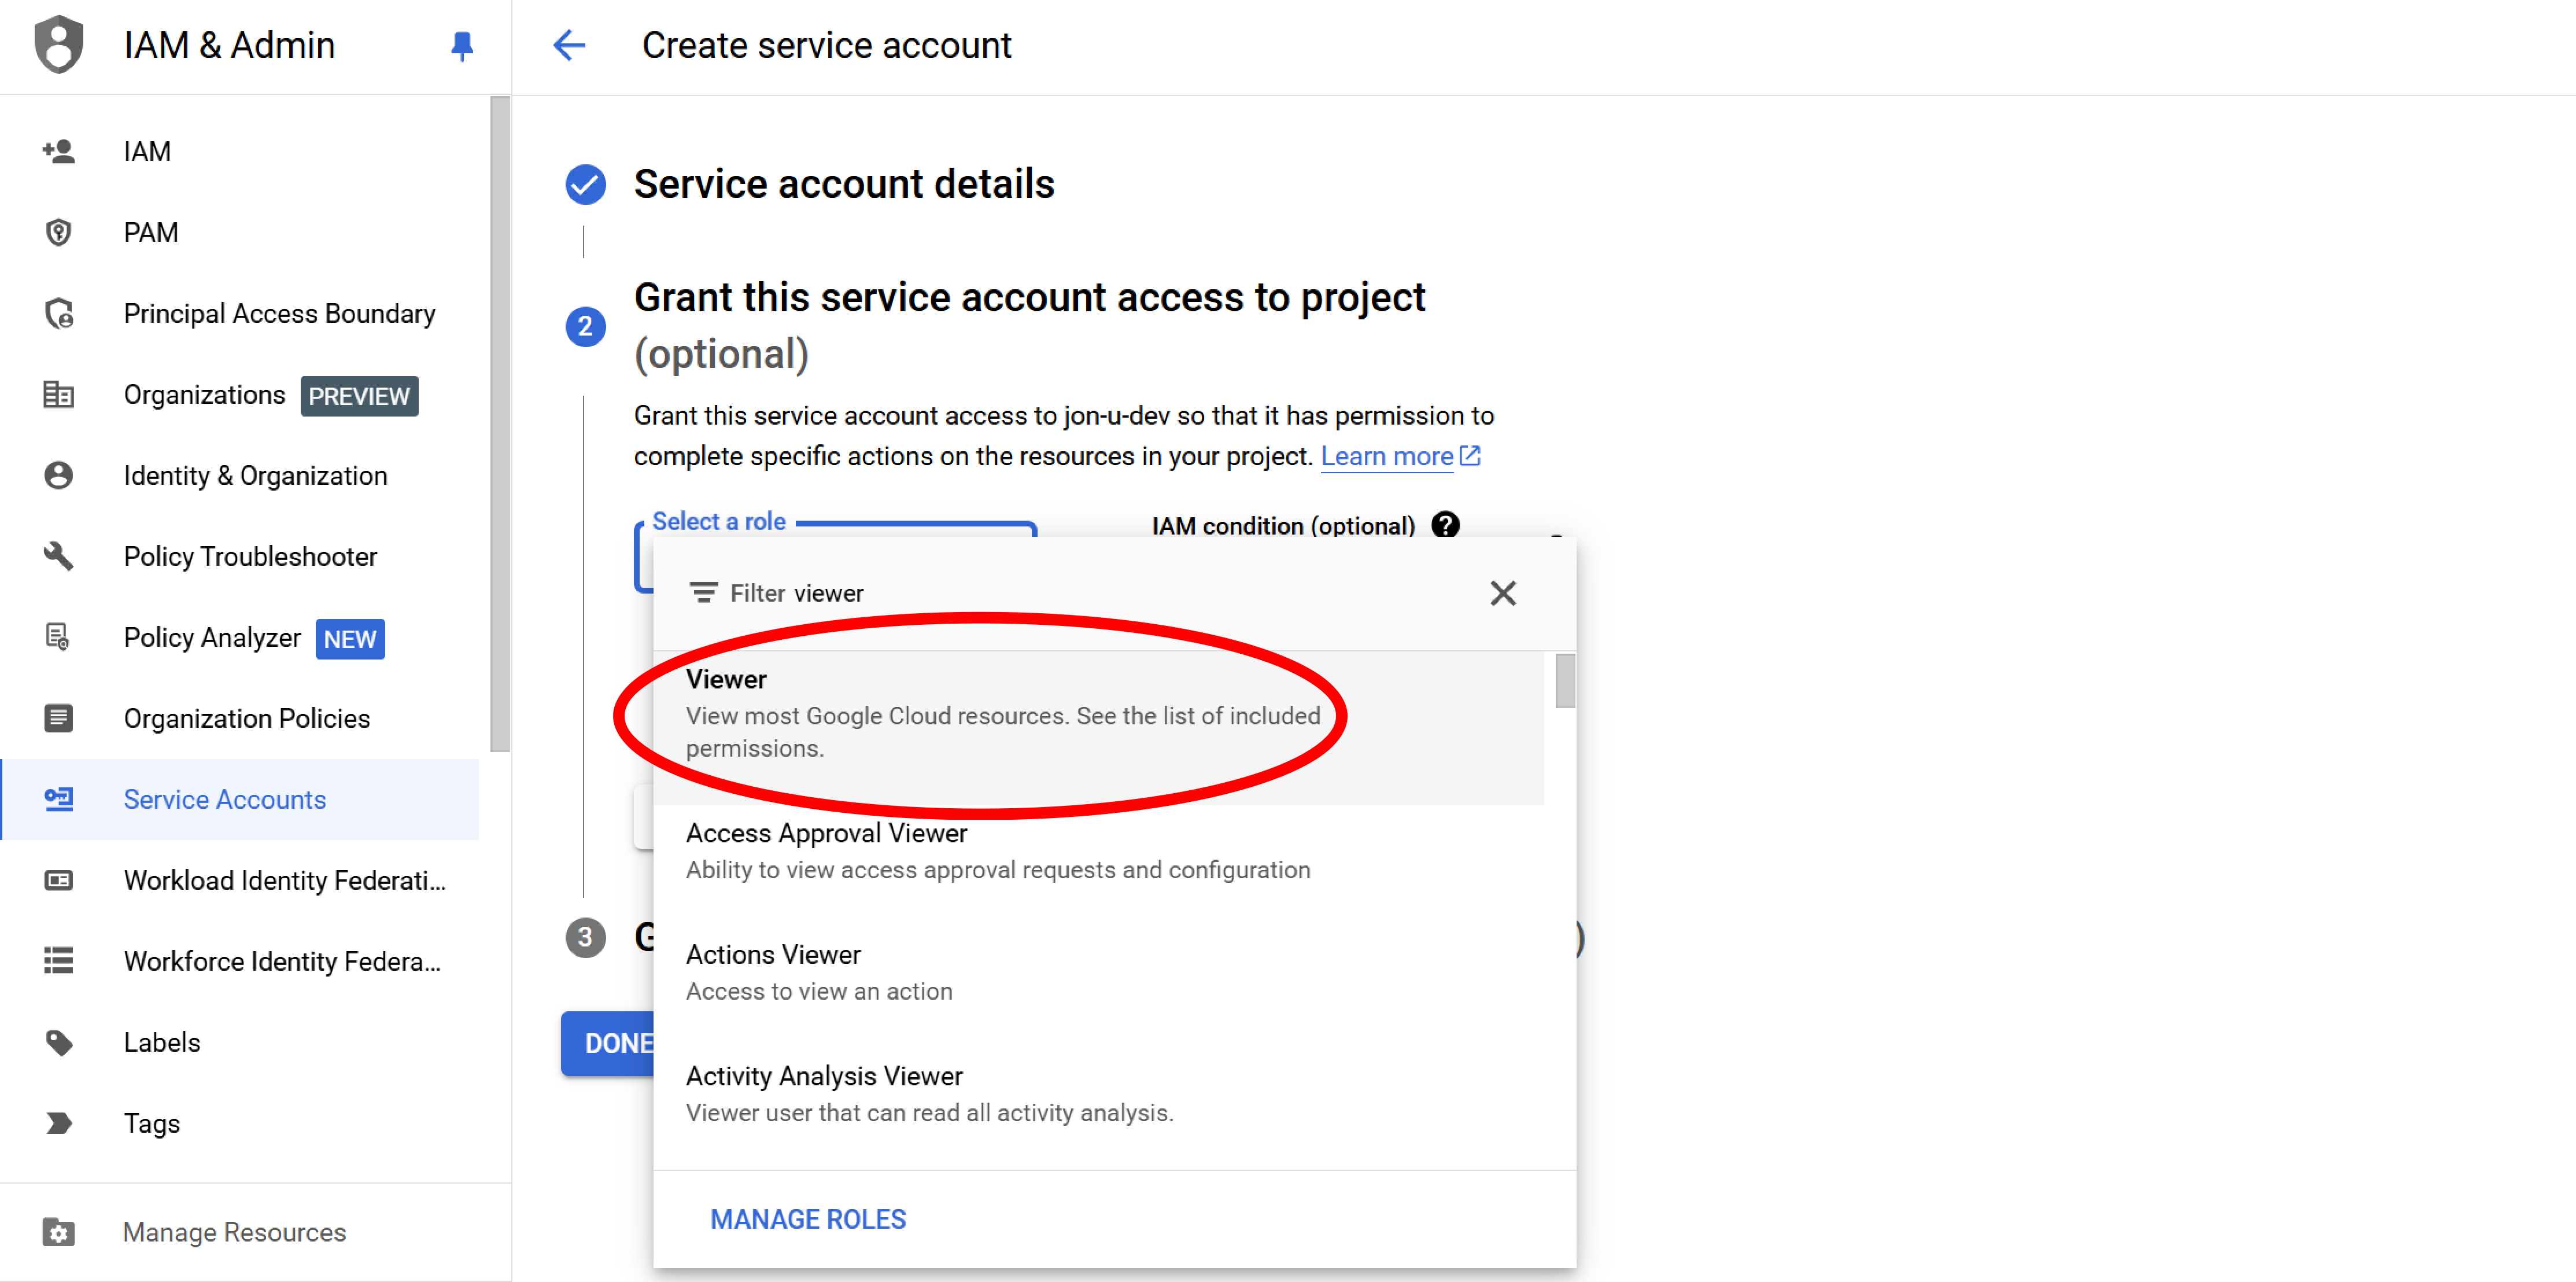 IAM & Admin
Create service account
IAM
PAM
Principal Access Boundary
Organizations PREVIEW
Identity & Organization
Policy Troubleshooter
Policy Analyzer NEW
Organization Policies
Service Accounts
Workload Identity Federati...
Workforce Identity Federa...
Labels
Tags
Manage Resources
Service account details
2
Grant this service account access to project
(optional)
Grant this service account access to jon-u-dev so that it has permission to
complete specific actions on the resources in your project. Learn more
Select a role
IAM condition (optional)
Filter viewer
Viewer
View most Google Cloud resources. See the list of included
permissions.
Access Approval Viewer
Ability to view access approval requests and configuration
Actions Viewer
Access to view an action
Activity Analysis Viewer
Viewer user that can read all activity analysis.
MANAGE ROLES
3
G
)
DONE